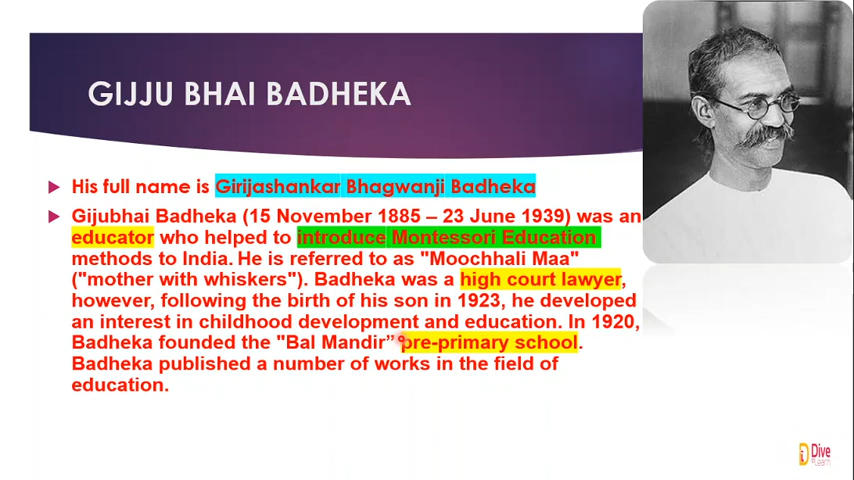 GIJJU BHAI BADHEKA
His full name is Girijashankar Bhagwanji Badheka
Gijubhai Badheka (15 November 1885 – 23 June 1939) was an
educator who helped to introduce Montessori Education
methods to India. He is referred to as "Moochhali Maa"
("mother with whiskers"). Badheka was a high court lawyer,
however, following the birth of his son in 1923, he developed
an interest in childhood development and education. In 1920,
Badheka founded the "Bal Mandir” pre-primary school.
Badheka published a number of works in the field of
education.
Dive
Learn